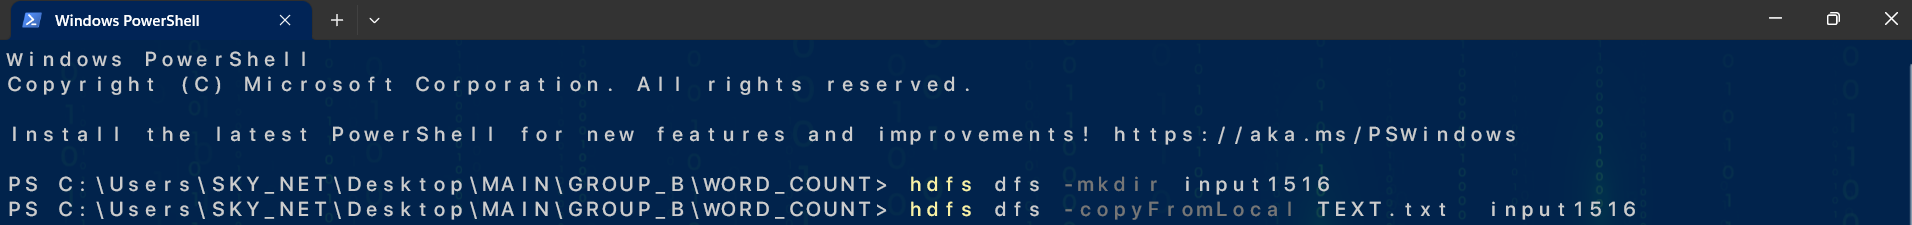 Windows PowerShell
Windows PowerShell
Copyright (C) Microsoft Corporation. All rights reserved.
Install the latest PowerShell for new features and improvements! https://aka.ms/PSWindows
PS C:\Users\SKY_NET\Desktop\MAIN\GROUP_B\WORD_COUNT> hdfs dfs -mkdir input1516
PS C:\Users\SKY_NET\Desktop\MAIN\GROUP_B\WORD_COUNT> hdfs dfs -copyFromLocal TEXT.txt  input1516